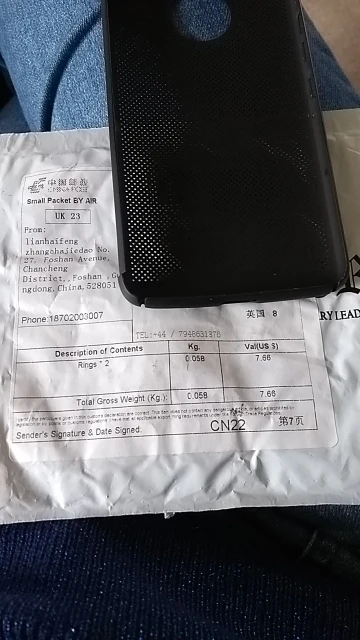 中国邮政
CHINA POST
Small Packet BY AIR
UK 23
From:
lianhaifeng
zhangchajiedao No.
27, Foshan Avenue,
Chancheng
District,,Foshan ,Gu
ngdong,China,528051
Phone:18702003007
英国 8
RYLEAD
TEL:+44 / 7946631378
Description of Contents Kg. Val(US $)
Rings * 2 0.058 7.66
Total Gross Weight (Kg.): 0.058 7.66
Sender's Signature & Date Signed: CN22 第7页